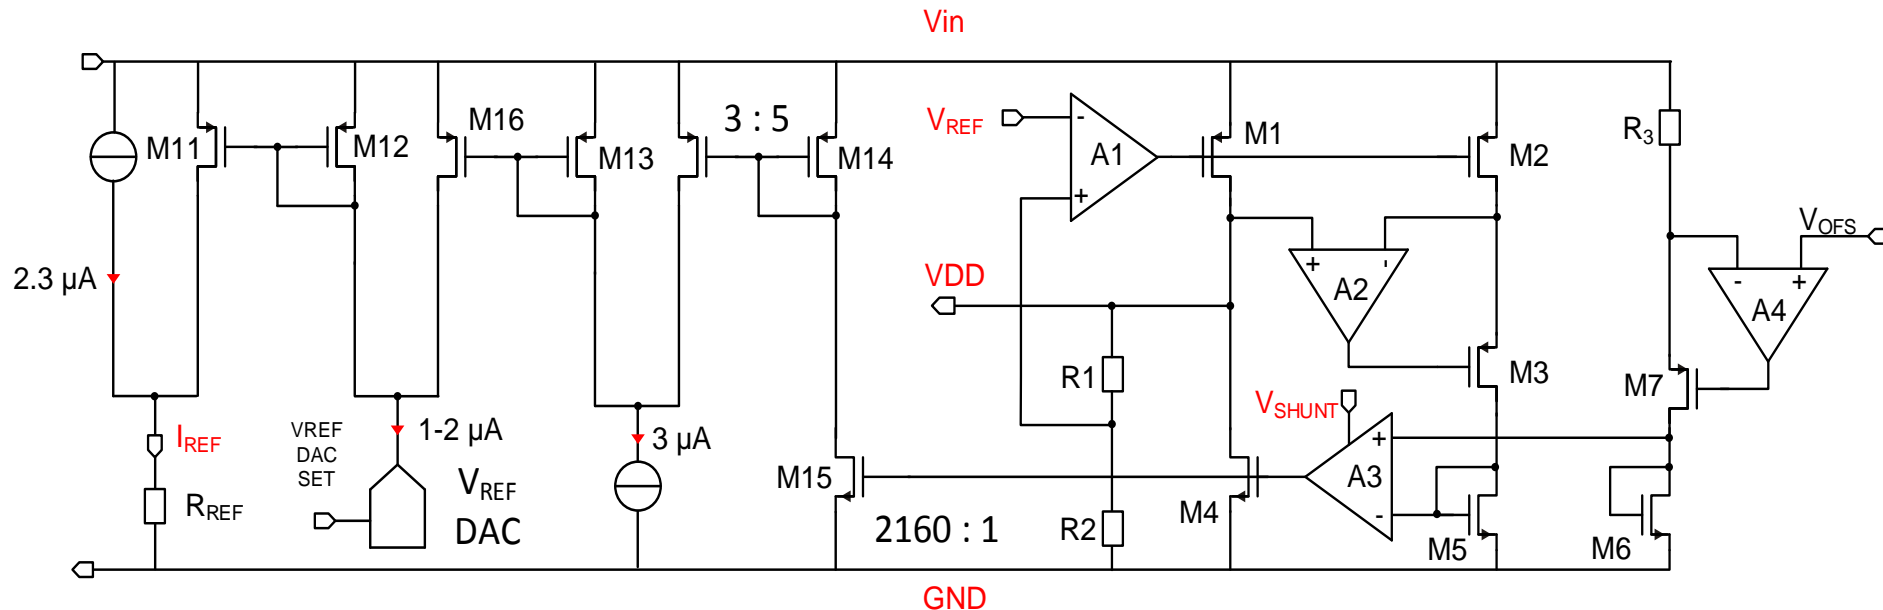 Vin
M11
M12
M16
M13
3 : 5
M14
VREF
-
+
A1
M1
M2
R3
VOFS
2.3 µA
VDD
+
-
A2
-
+
A4
R1
M3
M7
IREF
VREF
DAC
SET
1-2 µA
3 µA
VSHUNT
+
A3
-
RREF
VREF
DAC
M15
M4
2160 : 1
R2
M5
M6
GND